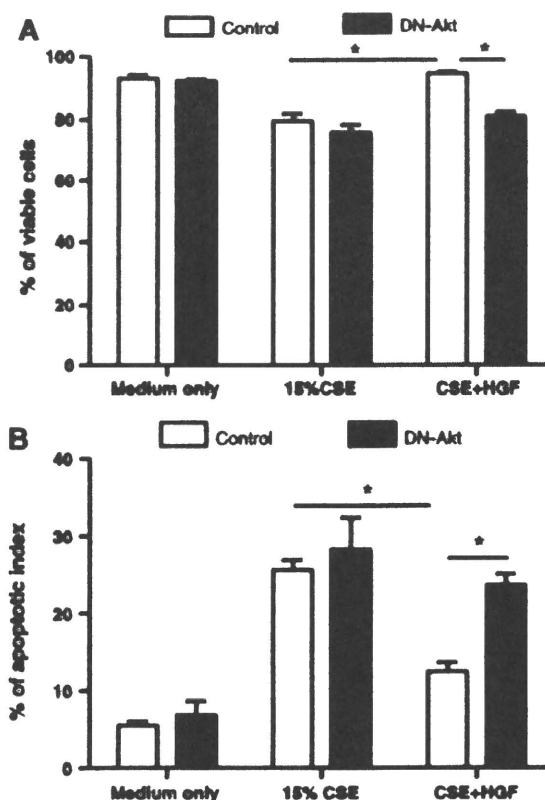 A
Control DN-Akt
*
*
100
80
60
40
20
0
% of viable cells
Medium only 15%CSE CSE+HGF
B
Control DN-Akt
*
*
40
30
20
10
0
% of apoptotic index
Medium only 15% CSE CSE+HGF